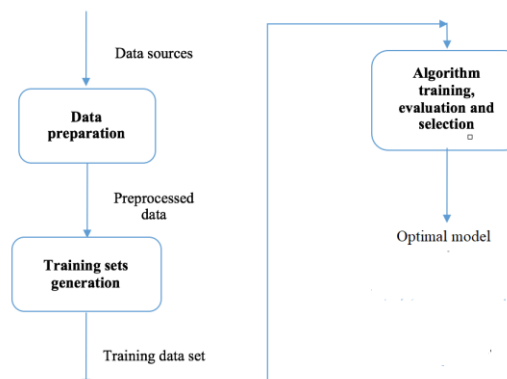 Data sources
Data
preparation
Preprocessed
data
Training sets
generation
Training data set
Algorithm
training,
evaluation and
selection
Optimal model